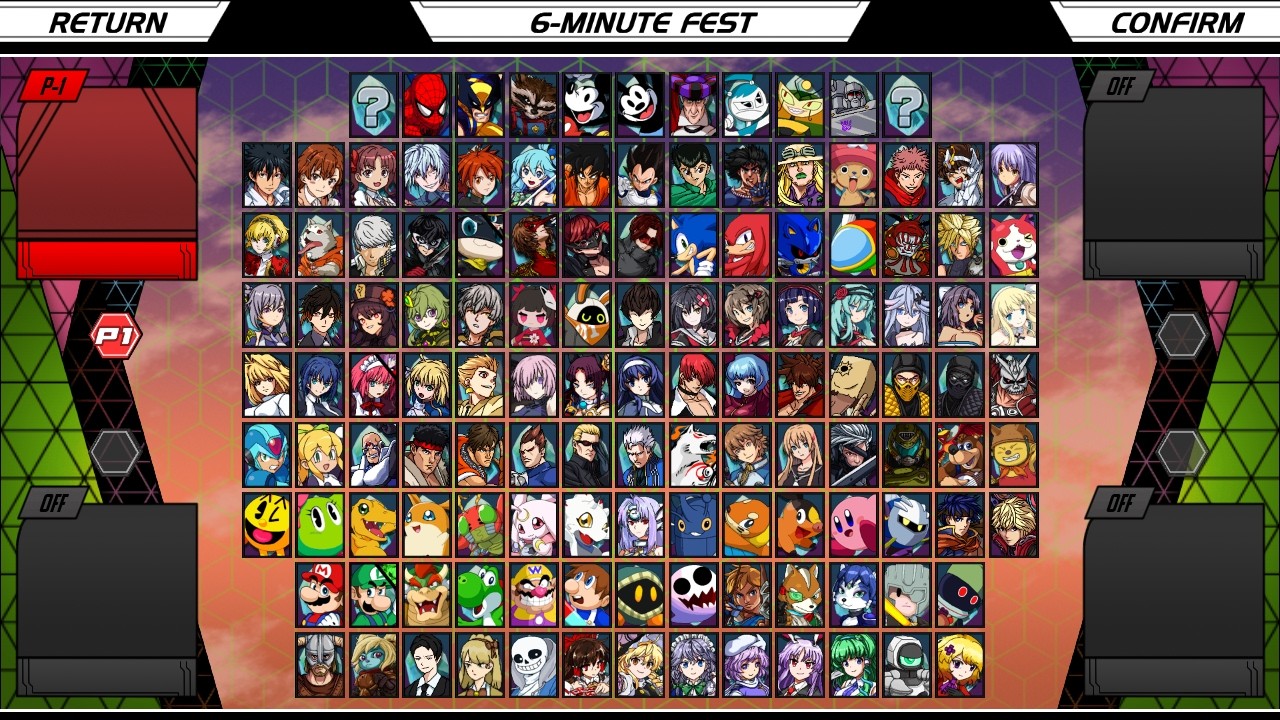 RETURN
6-MINUTE FEST
CONFIRM
P-1
OFF
?
?
P1
OFF
OFF